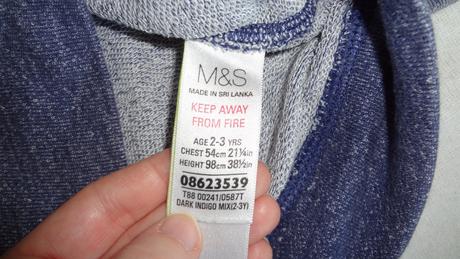 M&S
MADE IN SRI LANKA
KEEP AWAY
FROM FIRE
AGE 2-3 YRS
CHEST 54cm 21¼in
HEIGHT 98cm 38½in
08623539
T88 00241/0587T
DARK INDIGO MIX(2-3Y)